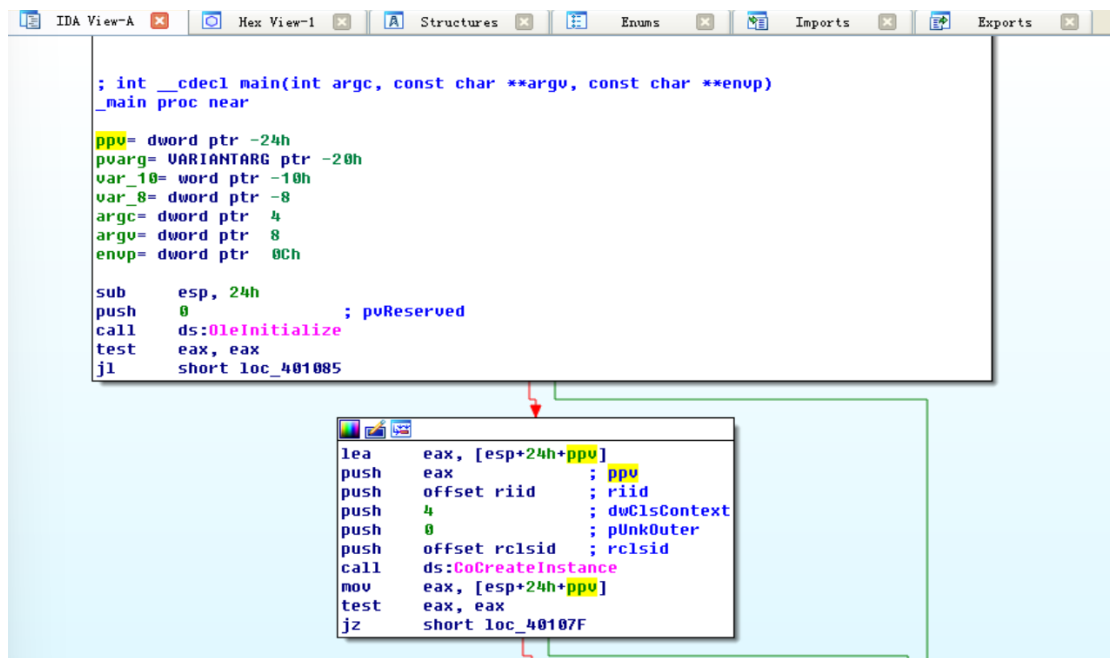 IDA View-A Hex View-1 Structures Enums Imports Exports
; int __cdecl main(int argc, const char **argv, const char **envp)
_main proc near
ppv= dword ptr -24h
pvarg= VARIANTARG ptr -20h
var_10= word ptr -10h
var_8= dword ptr -8
argc= dword ptr 4
argv= dword ptr 8
envp= dword ptr 0Ch
sub esp, 24h
push 0 ; pvReserved
call ds:OleInitialize
test eax, eax
jl short loc_401085
lea eax, [esp+24h+ppv]
push eax ; ppv
push offset riid ; riid
push 4 ; dwClsContext
push 0 ; pUnkOuter
push offset rclsid ; rclsid
call ds:CoCreateInstance
mov eax, [esp+24h+ppv]
test eax, eax
jz short loc_40107F